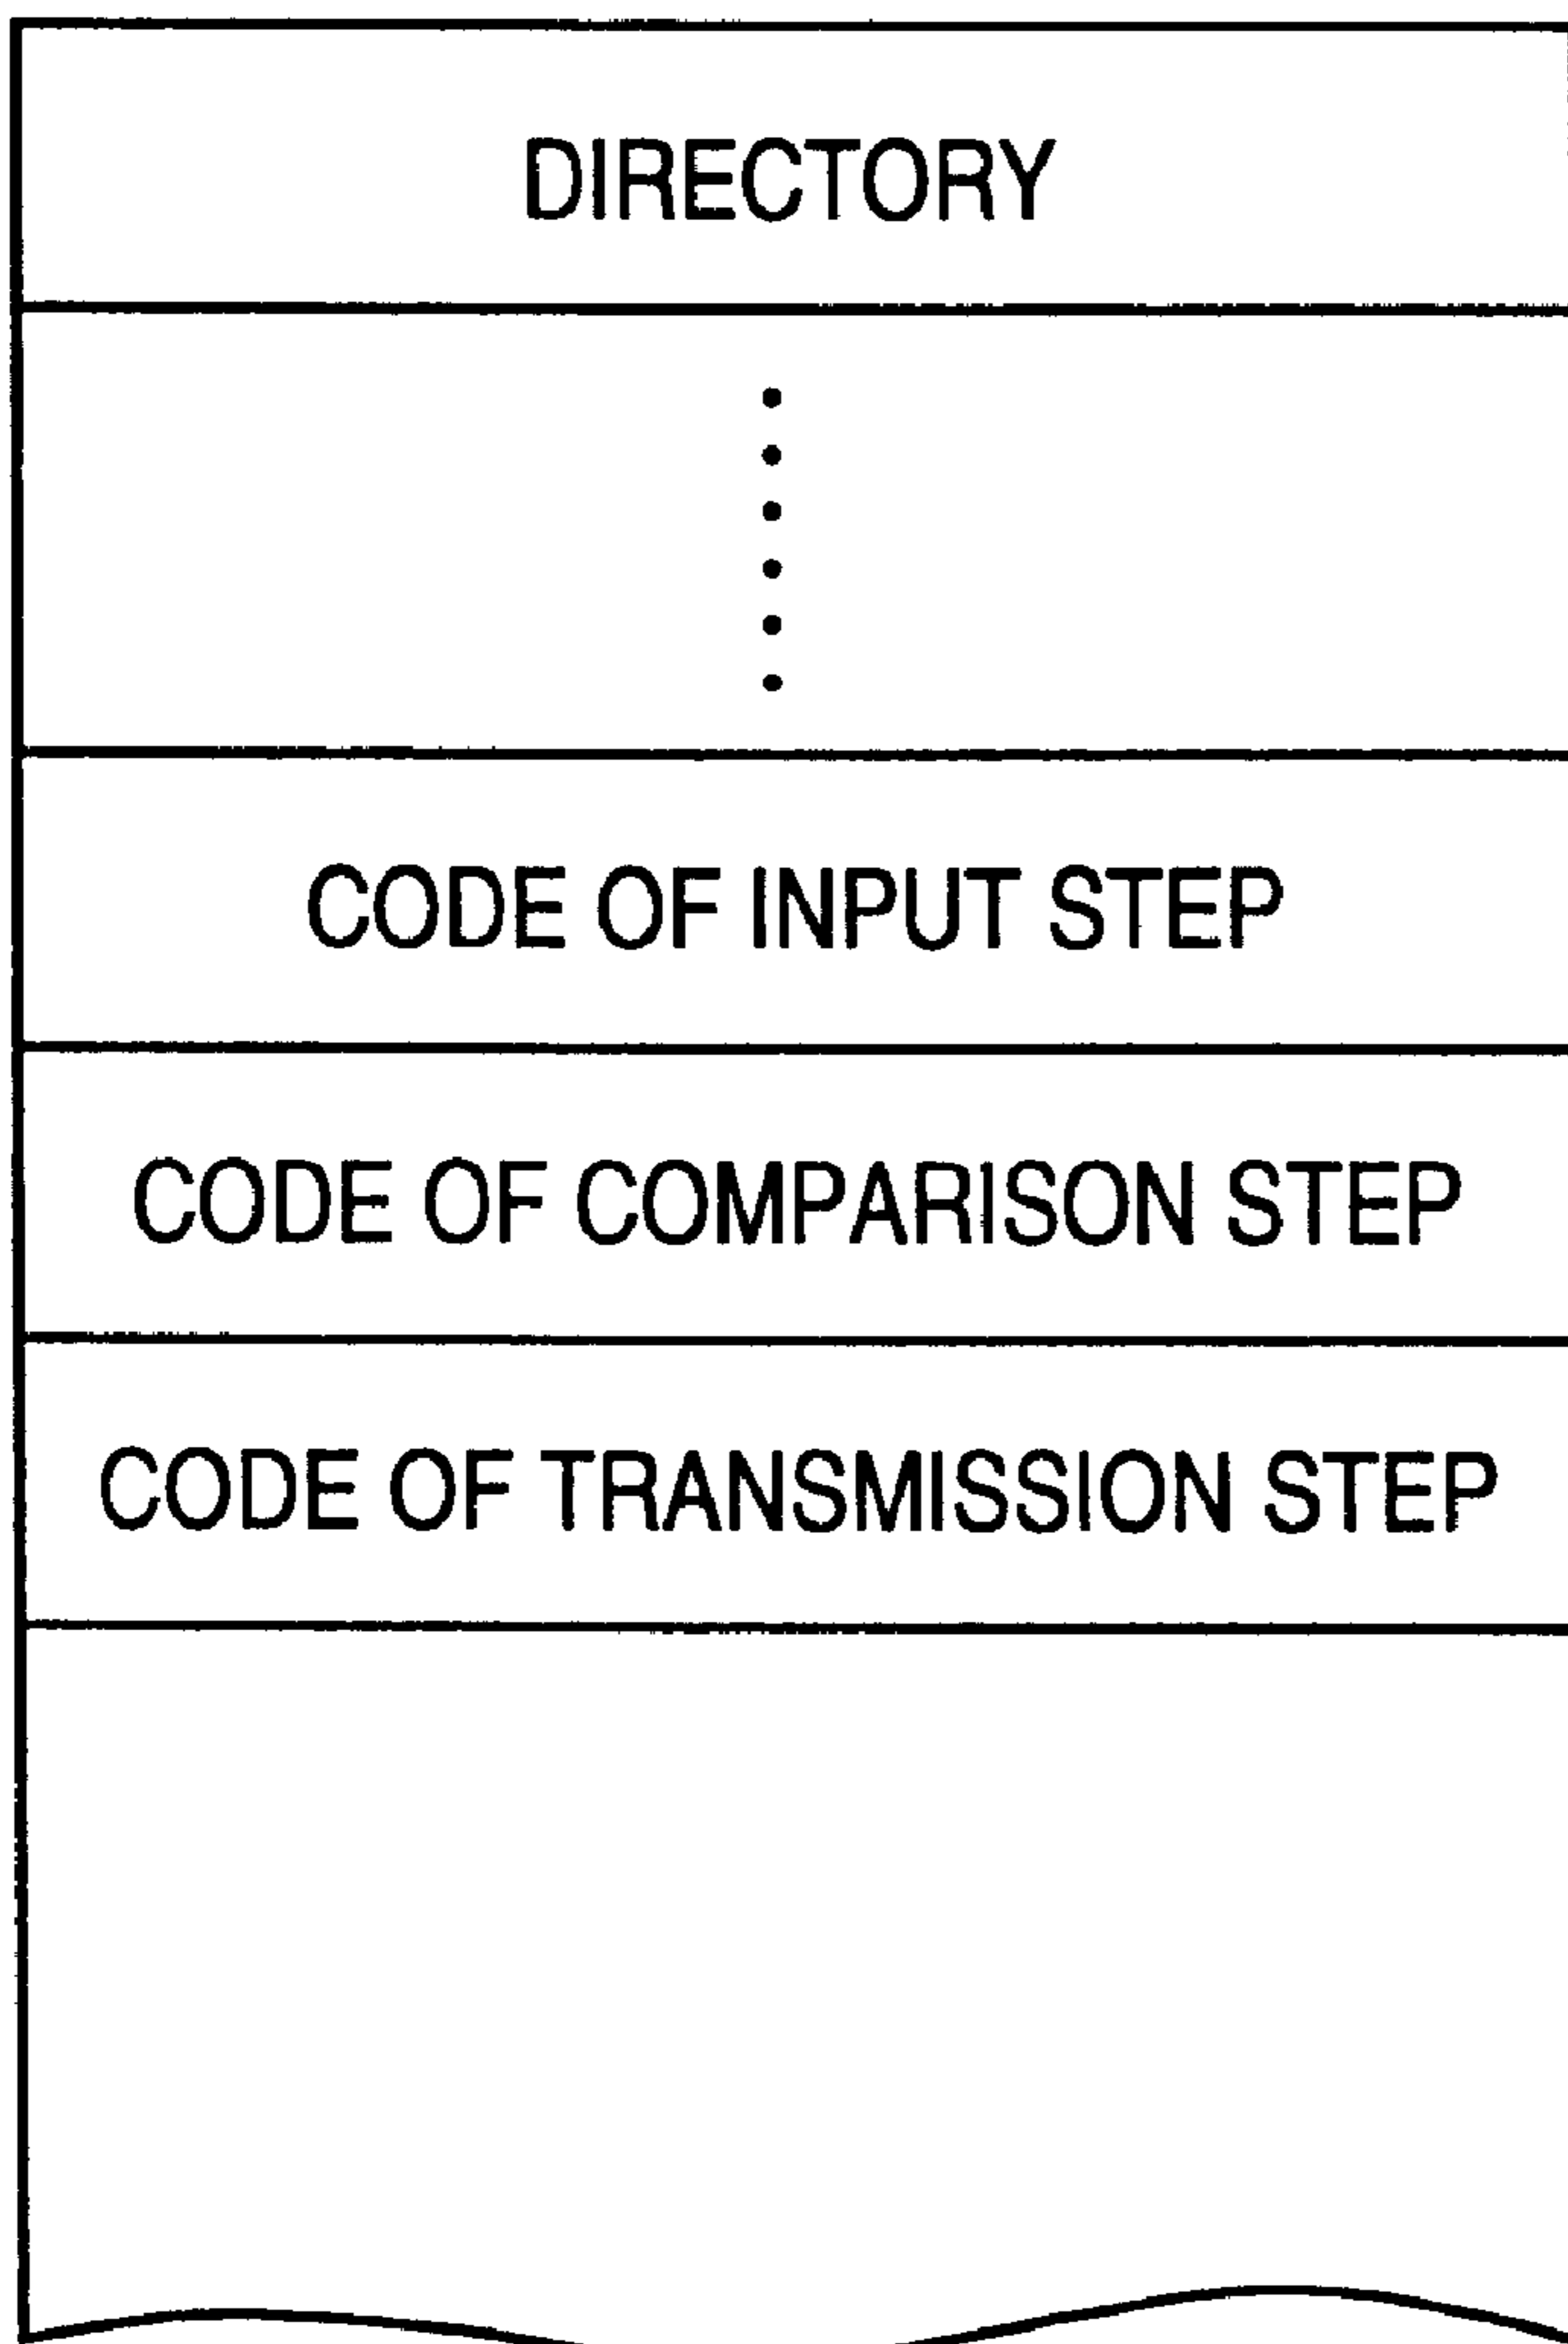 DIRECTORY
CODE OF INPUT STEP
CODE OF COMPARISON STEP
CODE OF TRANSMISSION STEP